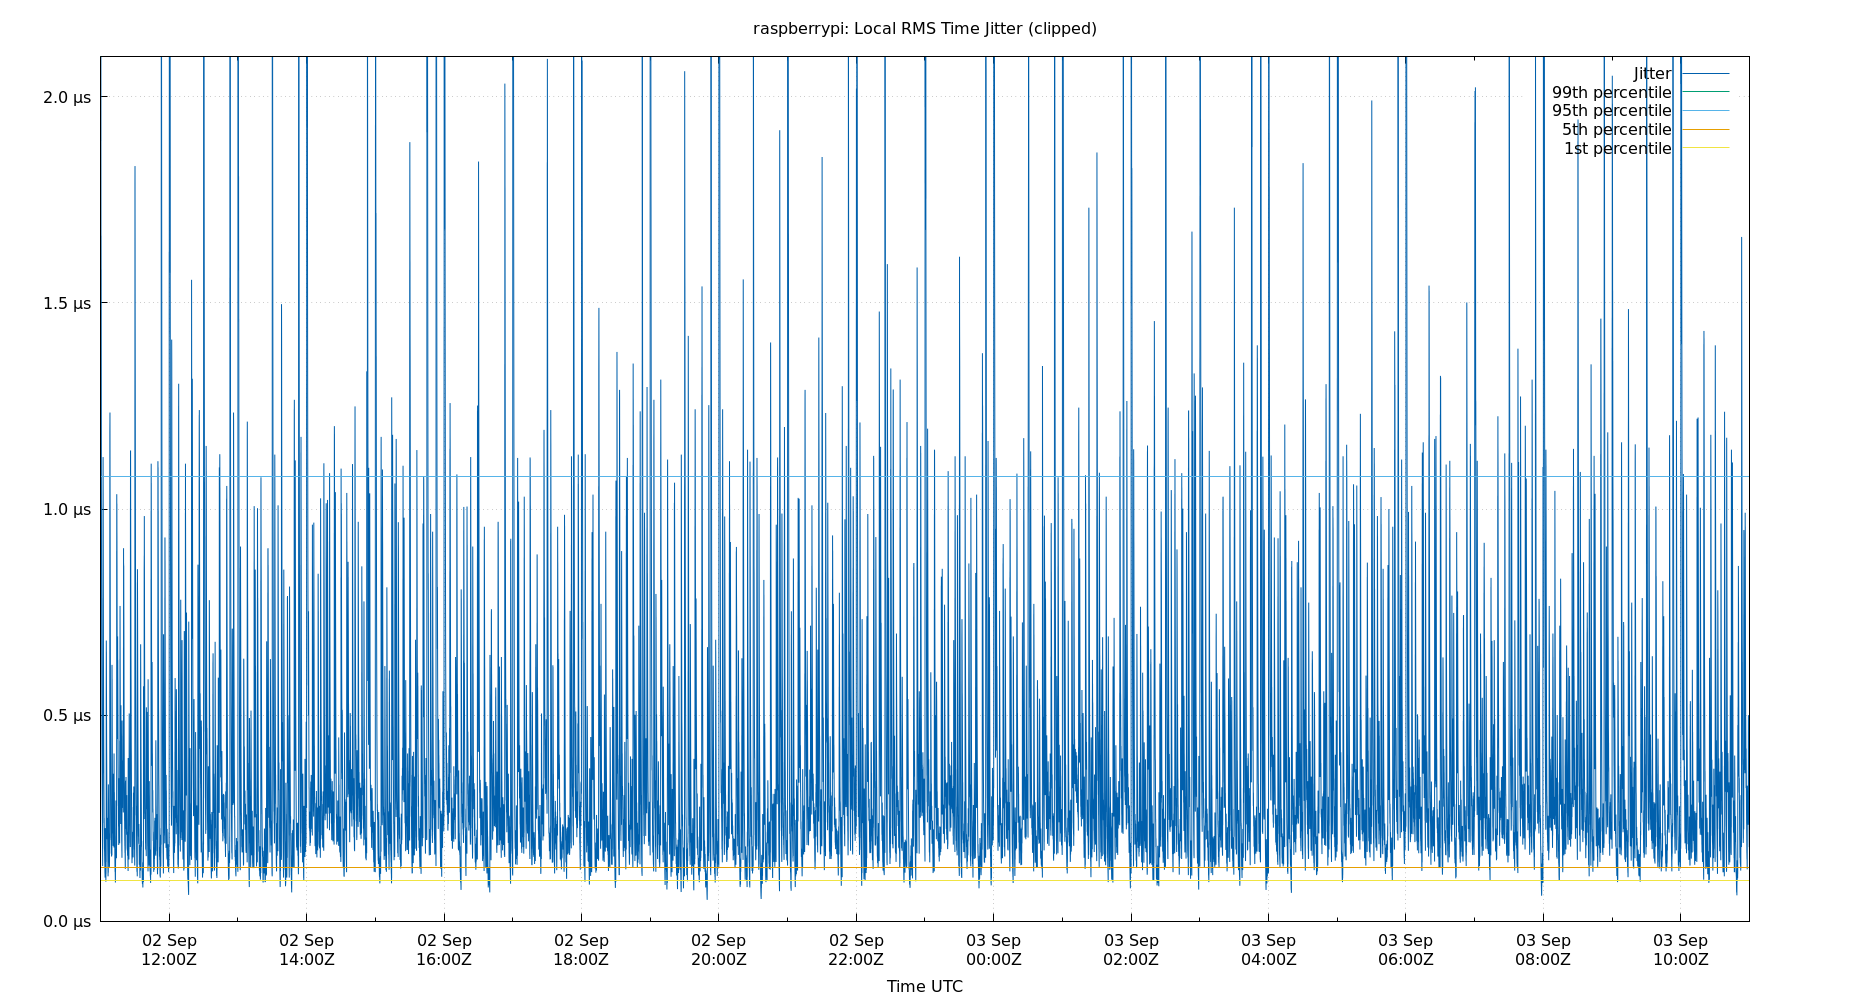 raspberrypi: Local RMS Time Jitter (clipped)
2.0 µs
1.5 µs
1.0 µs
0.5 µs
0.0 µs
Jitter
99th percentile
95th percentile
5th percentile
1st percentile
02 Sep 02 Sep 02 Sep 02 Sep 02 Sep 02 Sep 03 Sep 03 Sep 03 Sep 03 Sep 03 Sep 03 Sep
12:00Z 14:00Z 16:00Z 18:00Z 20:00Z 22:00Z 00:00Z 02:00Z 04:00Z 06:00Z 08:00Z 10:00Z
Time UTC